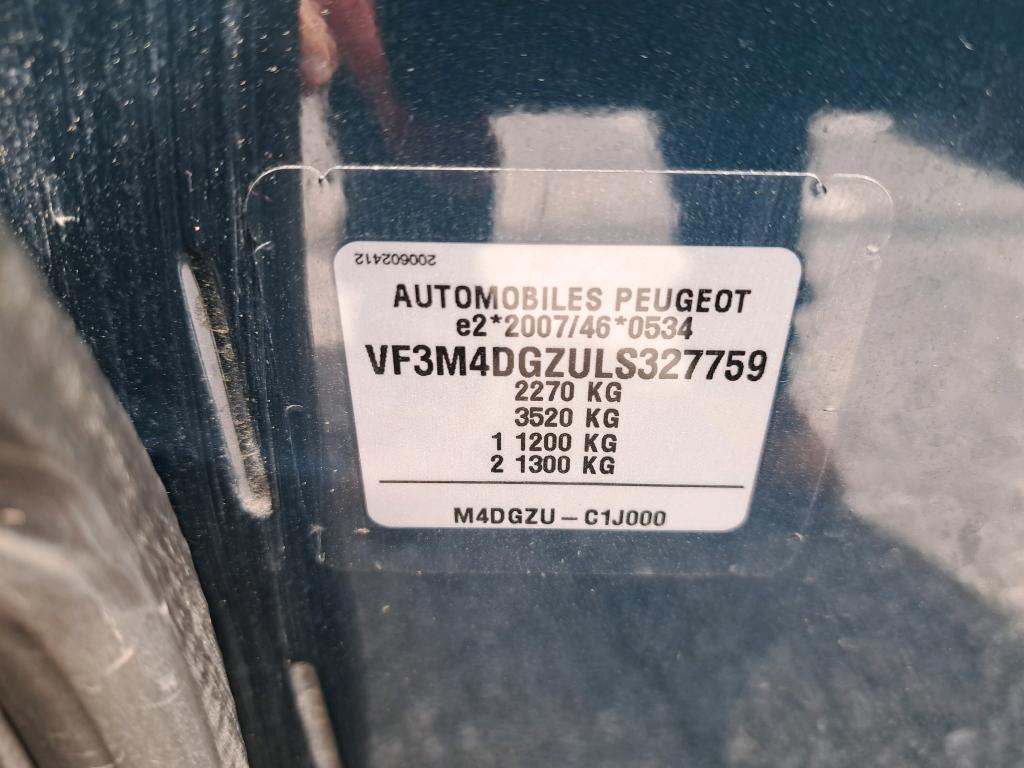 200602412
AUTOMOBILES PEUGEOT
e2*2007/46*0534
VF3M4DGZULS327759
2270 KG
3520 KG
1 1200 KG
2 1300 KG
M4DGZU – C1J000